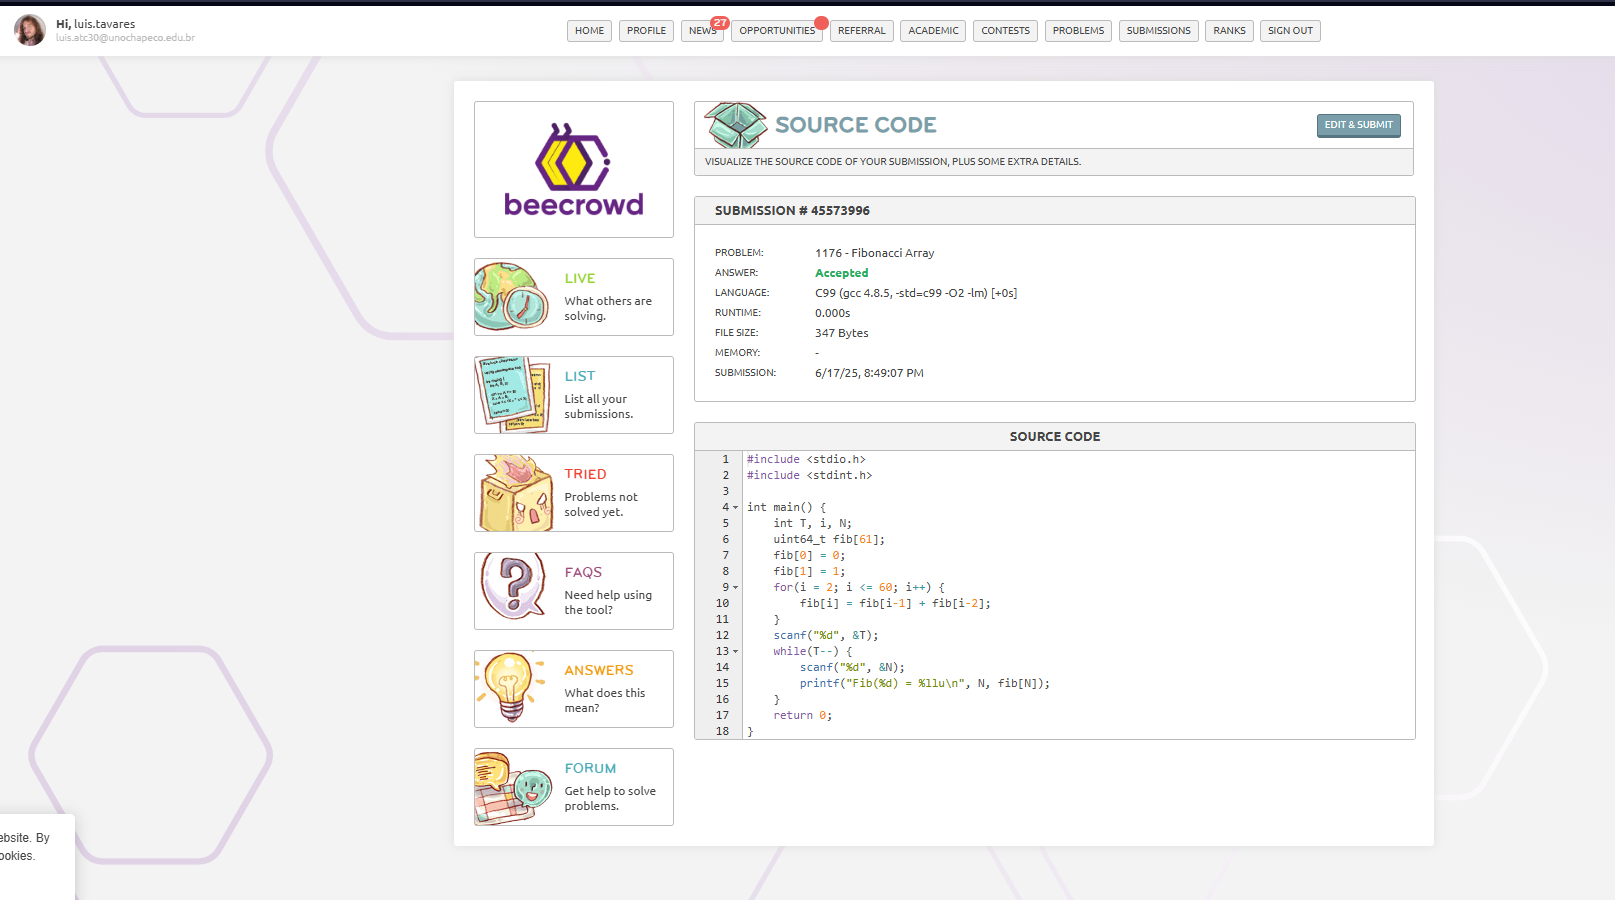 Hi, luis.tavares
luis.atc30@unochapeco.edu.br
HOME
PROFILE
NEWS
27
OPPORTUNITIES
REFERRAL
ACADEMIC
CONTESTS
PROBLEMS
SUBMISSIONS
RANKS
SIGN OUT
beecrowd
LIVE
What others are
solving.
LIST
List all your
submissions.
TRIED
Problems not
solved yet.
FAQS
Need help using
the tool?
ANSWERS
What does this
mean?
FORUM
Get help to solve
problems.
SOURCE CODE
EDIT & SUBMIT
VISUALIZE THE SOURCE CODE OF YOUR SUBMISSION, PLUS SOME EXTRA DETAILS.
SUBMISSION # 45573996
PROBLEM: 1176 - Fibonacci Array
ANSWER: Accepted
LANGUAGE: C99 (gcc 4.8.5, -std=c99 -O2 -lm) [+0s]
RUNTIME: 0.000s
FILE SIZE: 347 Bytes
MEMORY: -
SUBMISSION: 6/17/25, 8:49:07 PM
SOURCE CODE
1 #include <stdio.h>
2 #include <stdint.h>
3
4 int main() {
5     int T, i, N;
6     uint64_t fib[61];
7     fib[0] = 0;
8     fib[1] = 1;
9     for(i = 2; i <= 60; i++) {
10         fib[i] = fib[i-1] + fib[i-2];
11     }
12     scanf("%d", &T);
13     while(T--) {
14         scanf("%d", &N);
15         printf("Fib(%d) = %llu\n", N, fib[N]);
16     }
17     return 0;
18 }
ebsite. By
ookies.